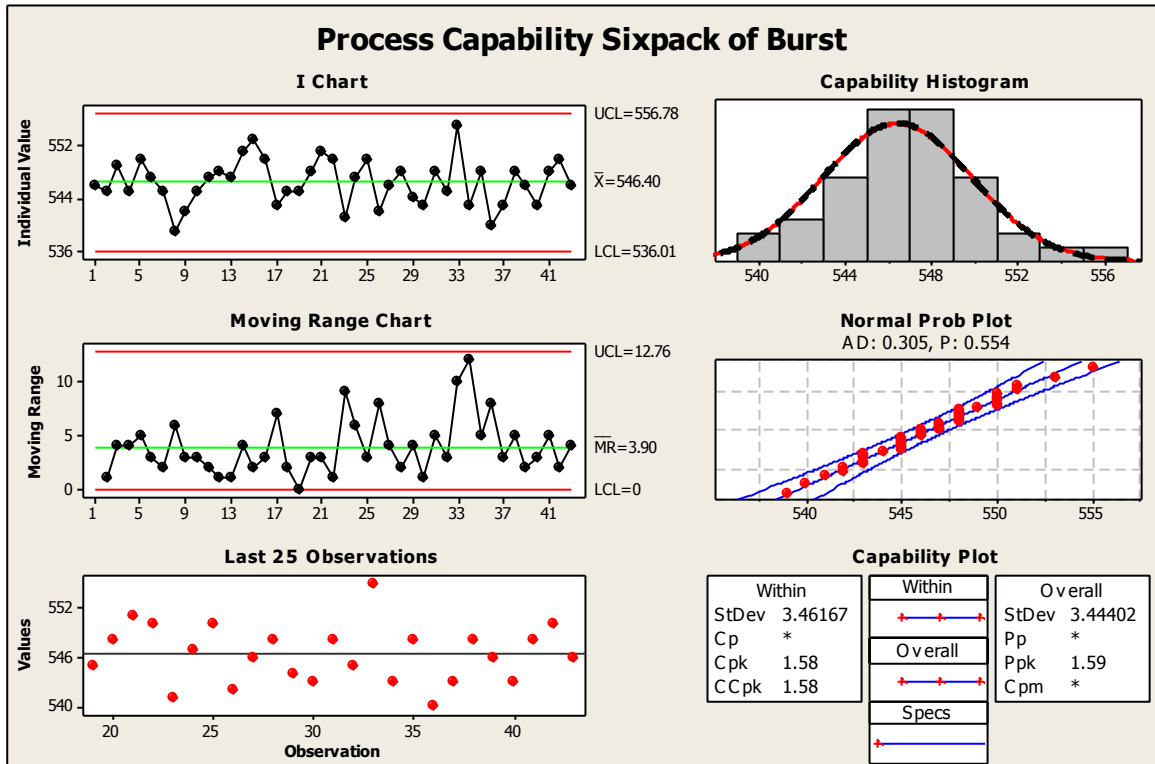 Process Capability Sixpack of Burst
I Chart
Individual Value
552
544
536
1 5 9 13 17 21 25 29 33 37 41
UCL=556.78
X=546.40
LCL=536.01
Capability Histogram
540 544 548 552 556
Moving Range Chart
Moving Range
10
5
0
1 5 9 13 17 21 25 29 33 37 41
UCL=12.76
MR=3.90
LCL=0
Normal Prob Plot
AD: 0.305, P: 0.554
540 545 550 555
Last 25 Observations
Values
552
546
540
20 25 30 35 40
Observation
Capability Plot
Within
StDev 3.46167
Cp *
Cpk 1.58
CCpk 1.58
Within
Overall
Specs
Overall
StDev 3.44402
Pp *
Ppk 1.59
Cpm *